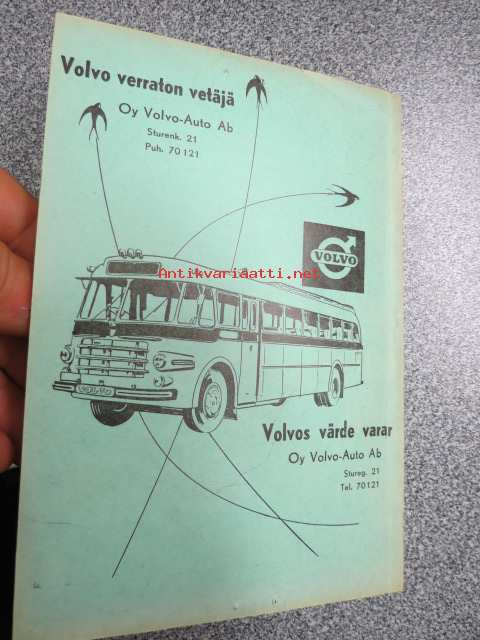 Volvo verraton vetäjä
Oy Volvo-Auto Ab
Sturenk. 21
Puh. 70121
VOLVO
Antikvariaatti.net
VOLVO
Volvos värde varar
Oy Volvo-Auto Ab
Stureg. 21
Tel. 70121